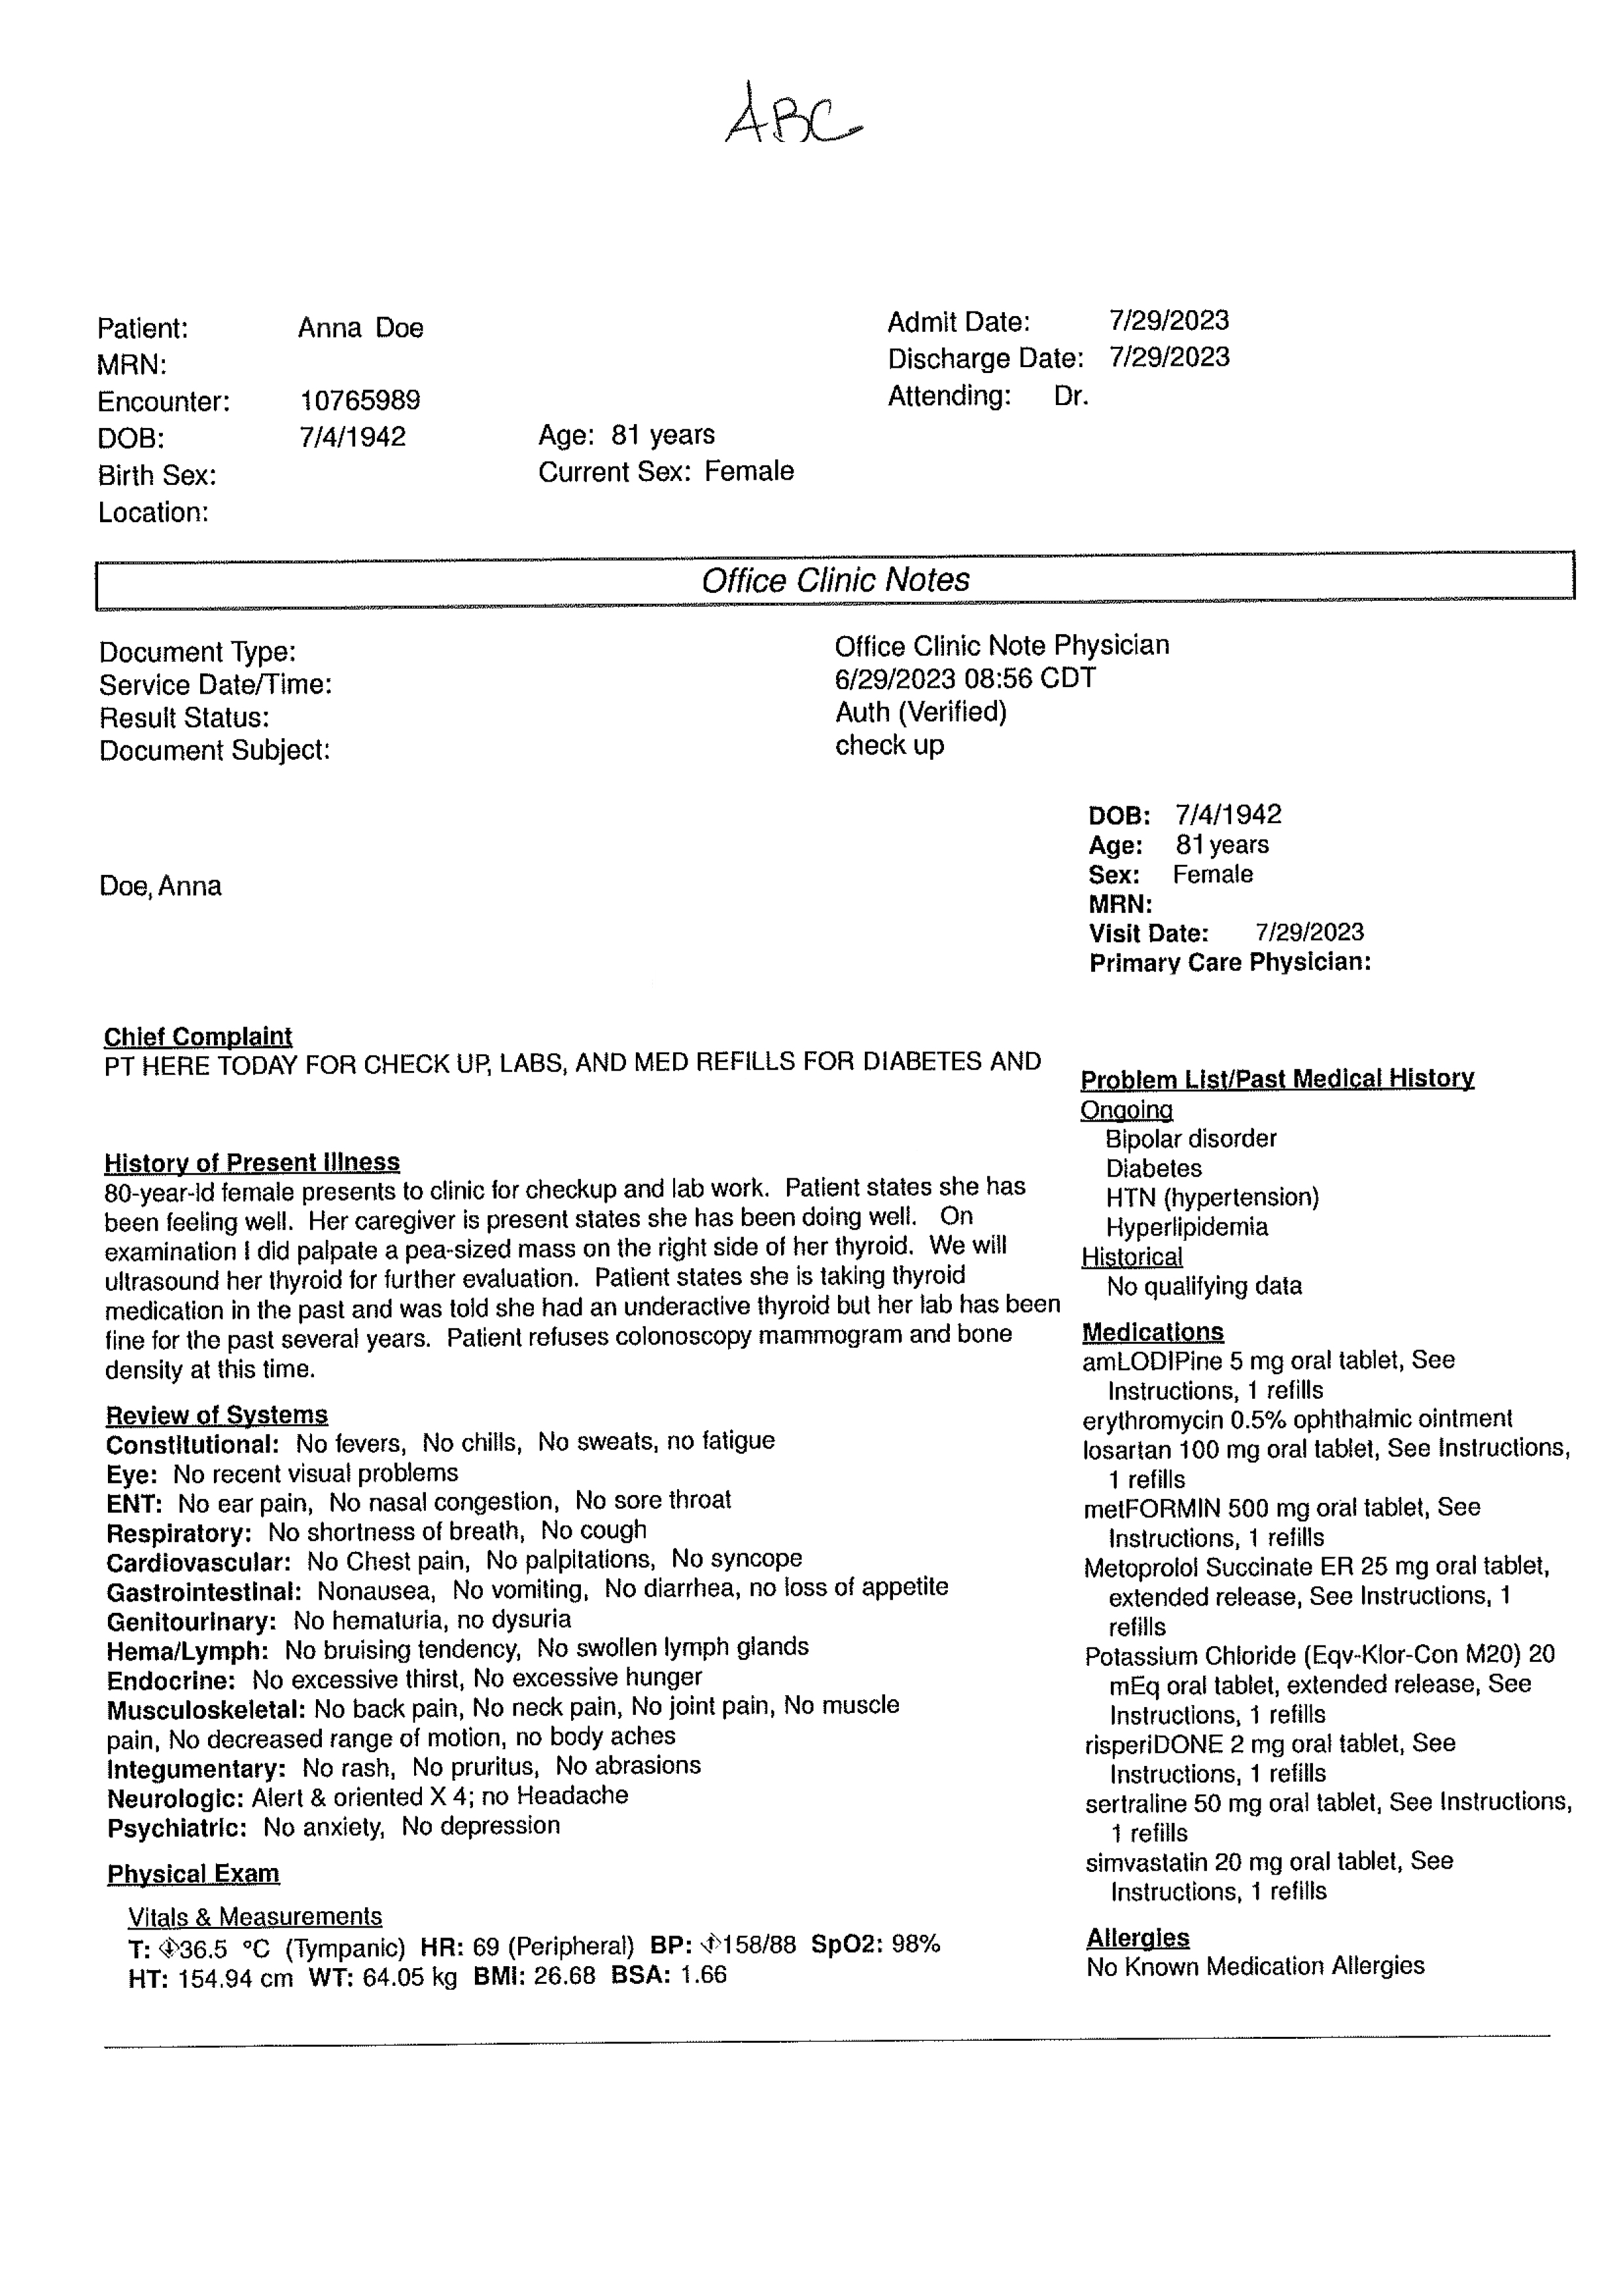 ABC
Patient: Anna Doe
MRN:
Encounter: 10765989
DOB: 7/4/1942 Age: 81 years
Birth Sex: Current Sex: Female
Location:
Admit Date: 7/29/2023
Discharge Date: 7/29/2023
Attending: Dr.
Office Clinic Notes
Document Type: Office Clinic Note Physician
Service Date/Time: 6/29/2023 08:56 CDT
Result Status: Auth (Verified)
Document Subject: check up
Doe, Anna
DOB: 7/4/1942
Age: 81 years
Sex: Female
MRN:
Visit Date: 7/29/2023
Primary Care Physician:
Chief Complaint
PT HERE TODAY FOR CHECK UP, LABS, AND MED REFILLS FOR DIABETES AND
History of Present Illness
80-year-ld female presents to clinic for checkup and lab work. Patient states she has
been feeling well. Her caregiver is present states she has been doing well. On
examination I did palpate a pea-sized mass on the right side of her thyroid. We will
ultrasound her thyroid for further evaluation. Patient states she is taking thyroid
medication in the past and was told she had an underactive thyroid but her lab has been
fine for the past several years. Patient refuses colonoscopy mammogram and bone
density at this time.
Review of Systems
Constitutional: No fevers, No chills, No sweats, no fatigue
Eye: No recent visual problems
ENT: No ear pain, No nasal congestion, No sore throat
Respiratory: No shortness of breath, No cough
Cardiovascular: No Chest pain, No palpitations, No syncope
Gastrointestinal: Nonausea, No vomiting, No diarrhea, no loss of appetite
Genitourinary: No hematuria, no dysuria
Hema/Lymph: No bruising tendency, No swollen lymph glands
Endocrine: No excessive thirst, No excessive hunger
Musculoskeletal: No back pain, No neck pain, No joint pain, No muscle
pain, No decreased range of motion, no body aches
Integumentary: No rash, No pruritus, No abrasions
Neurologic: Alert & oriented X 4; no Headache
Psychiatric: No anxiety, No depression
Physical Exam
Vitals & Measurements
T: 36.5 °C (Tympanic) HR: 69 (Peripheral) BP: 158/88 SpO2: 98%
HT: 154.94 cm WT: 64.05 kg BMI: 26.68 BSA: 1.66
Problem List/Past Medical History
Ongoing
Bipolar disorder
Diabetes
HTN (hypertension)
Hyperlipidemia
Historical
No qualifying data
Medications
amLODIPine 5 mg oral tablet, See
Instructions, 1 refills
erythromycin 0.5% ophthalmic ointment
losartan 100 mg oral tablet, See Instructions,
1 refills
metFORMIN 500 mg oral tablet, See
Instructions, 1 refills
Metoprolol Succinate ER 25 mg oral tablet,
extended release, See Instructions, 1
refills
Potassium Chloride (Eqv-Klor-Con M20) 20
mEq oral tablet, extended release, See
Instructions, 1 refills
risperiDONE 2 mg oral tablet, See
Instructions, 1 refills
sertraline 50 mg oral tablet, See Instructions,
1 refills
simvastatin 20 mg oral tablet, See
Instructions, 1 refills
Allergies
No Known Medication Allergies